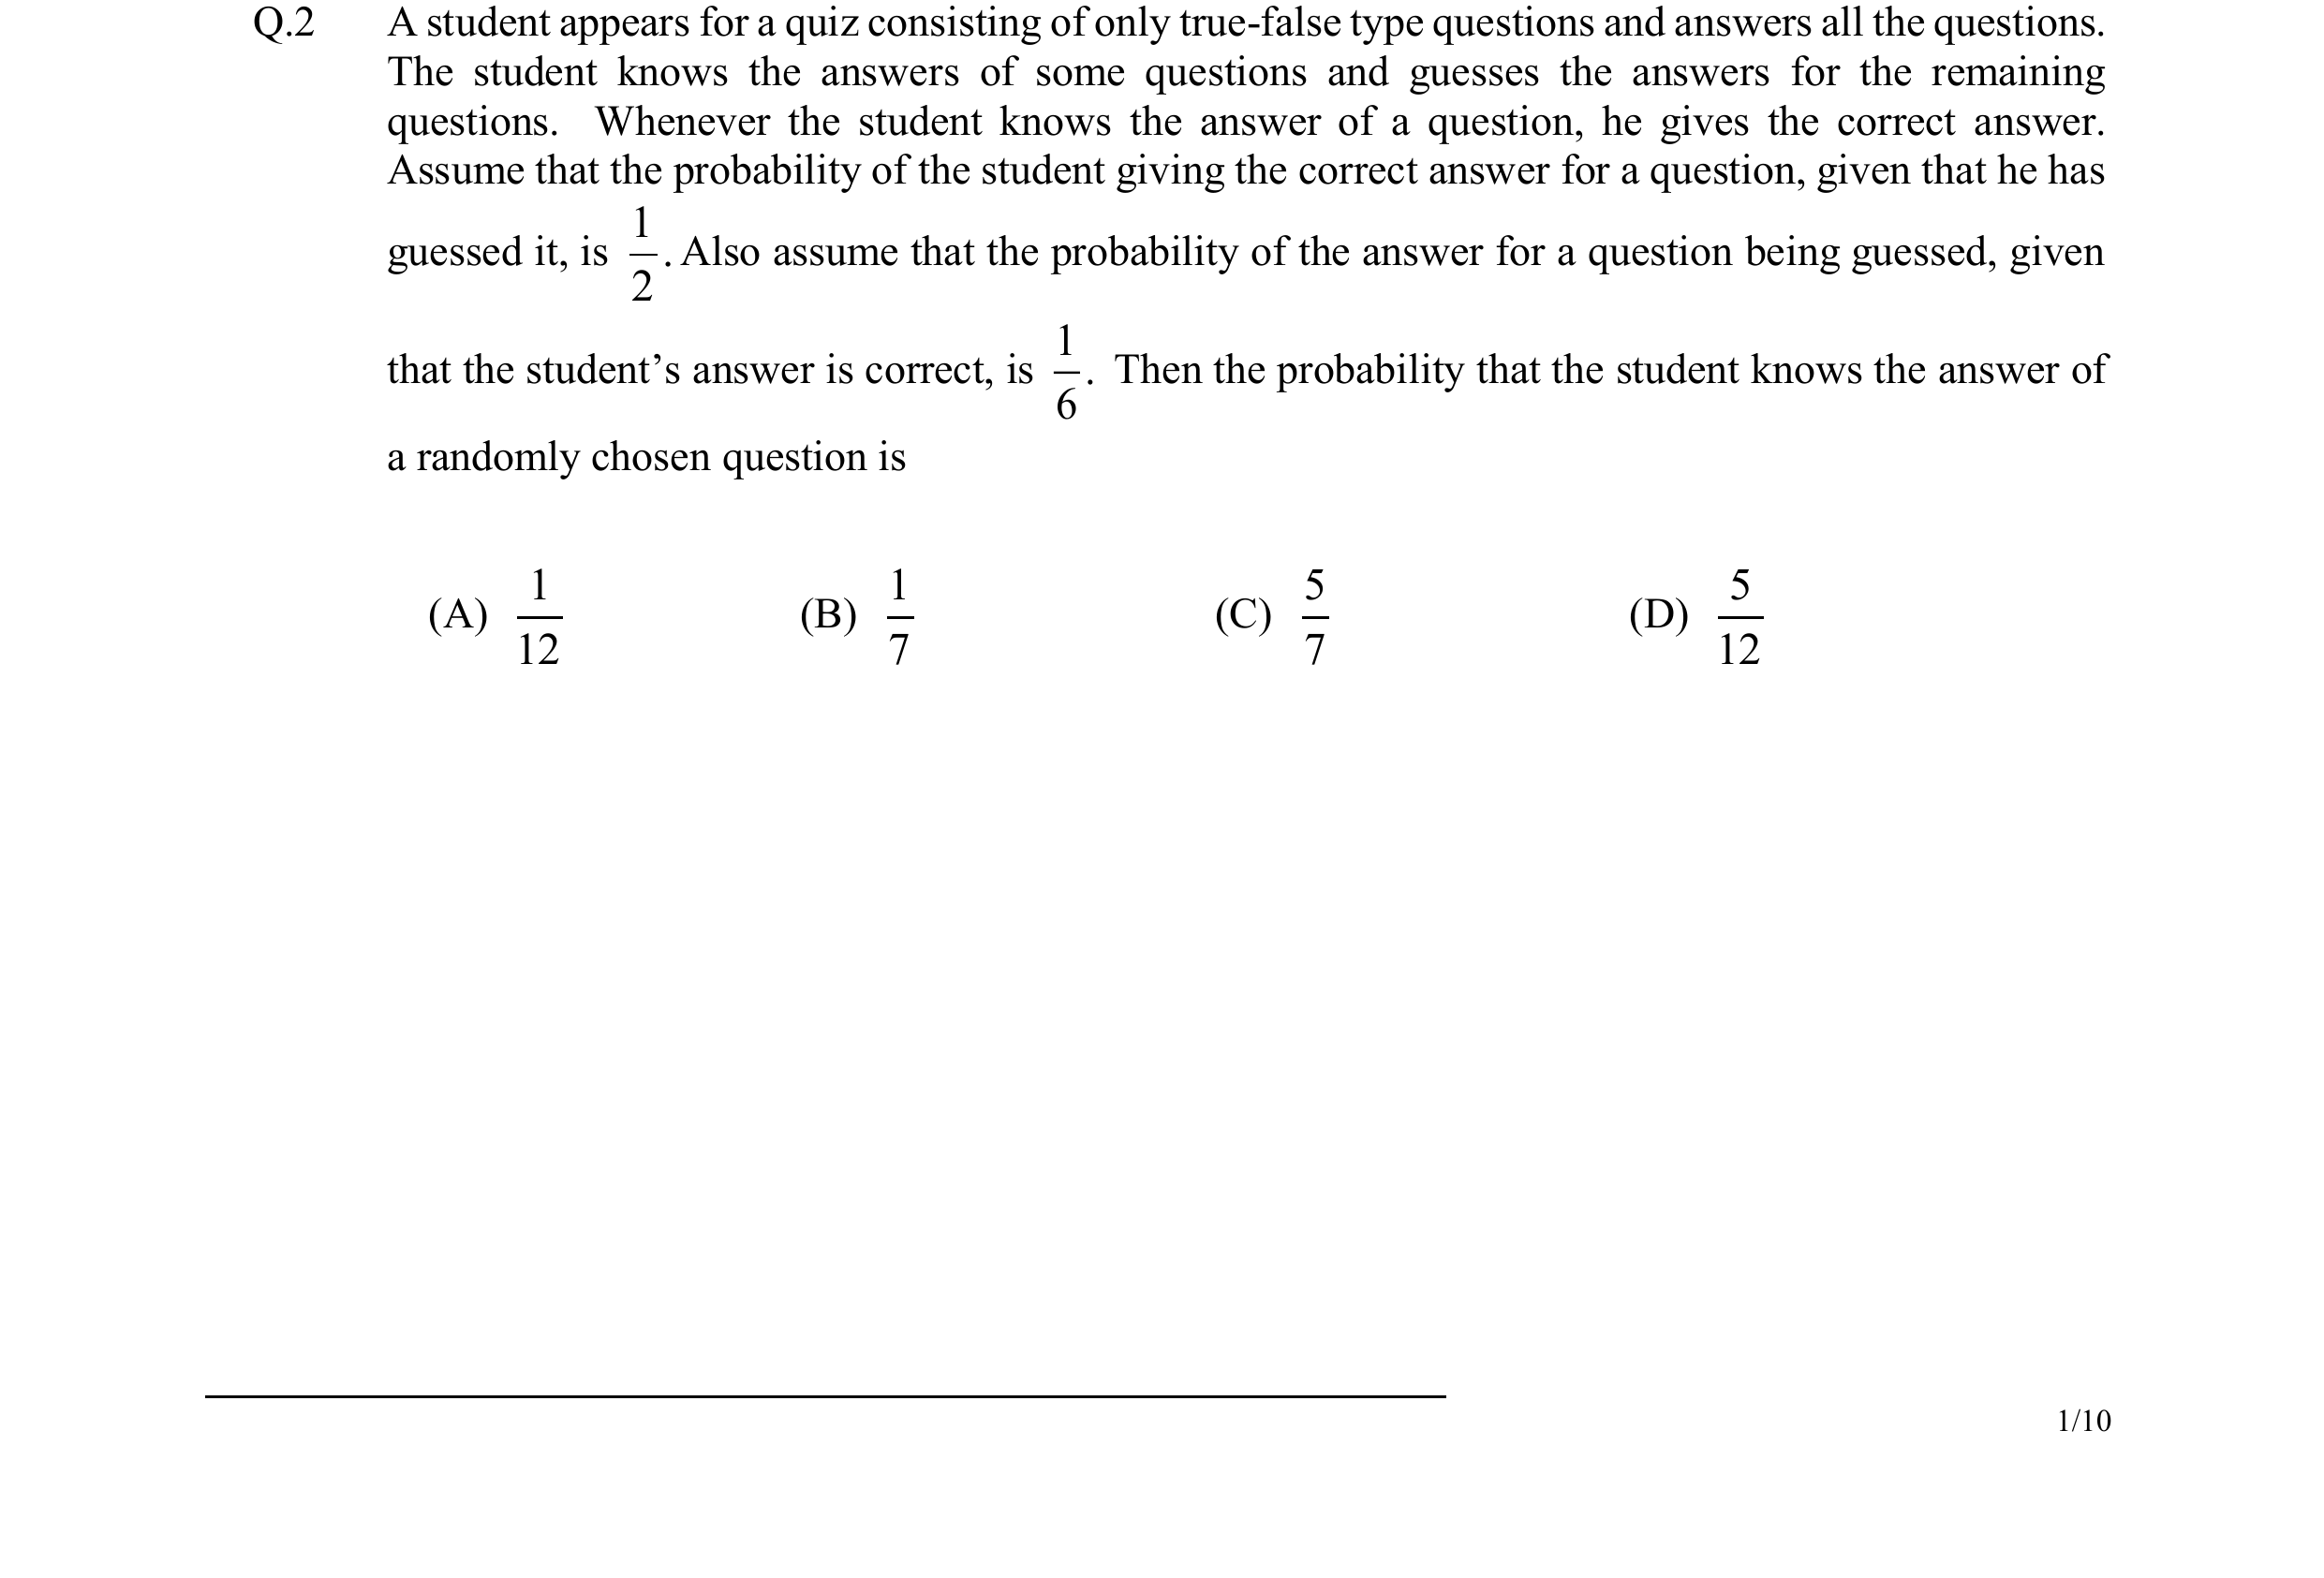 Q.2 A student appears for a quiz consisting of only true-false type questions and answers all the questions.
The student knows the answers of some questions and guesses the answers for the remaining
questions. Whenever the student knows the answer of a question, he gives the correct answer.
Assume that the probability of the student giving the correct answer for a question, given that he has
guessed it, is 1/2. Also assume that the probability of the answer for a question being guessed, given
that the student’s answer is correct, is 1/6. Then the probability that the student knows the answer of
a randomly chosen question is
(A) 1/12 (B) 1/7 (C) 5/7 (D) 5/12
1/10